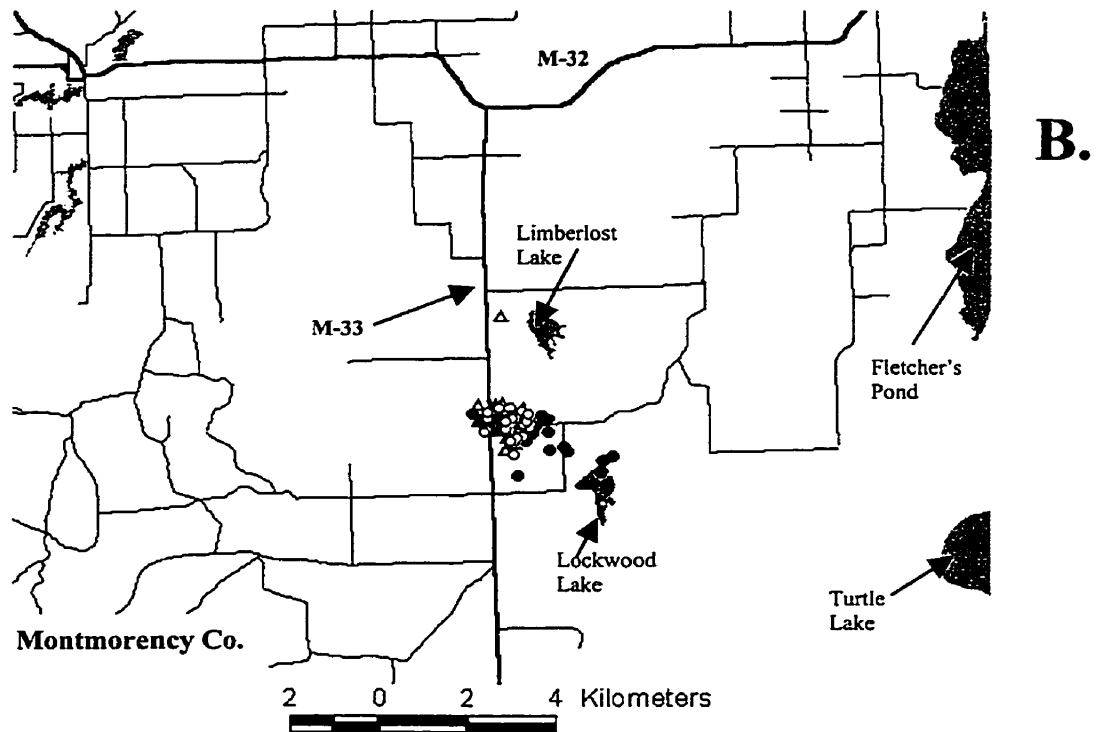 M-32
B.
Limberlost
Lake
M-33
Fletcher's
Pond
Lockwood
Lake
Turtle
Lake
Montmorency Co.
2 0 2 4 Kilometers